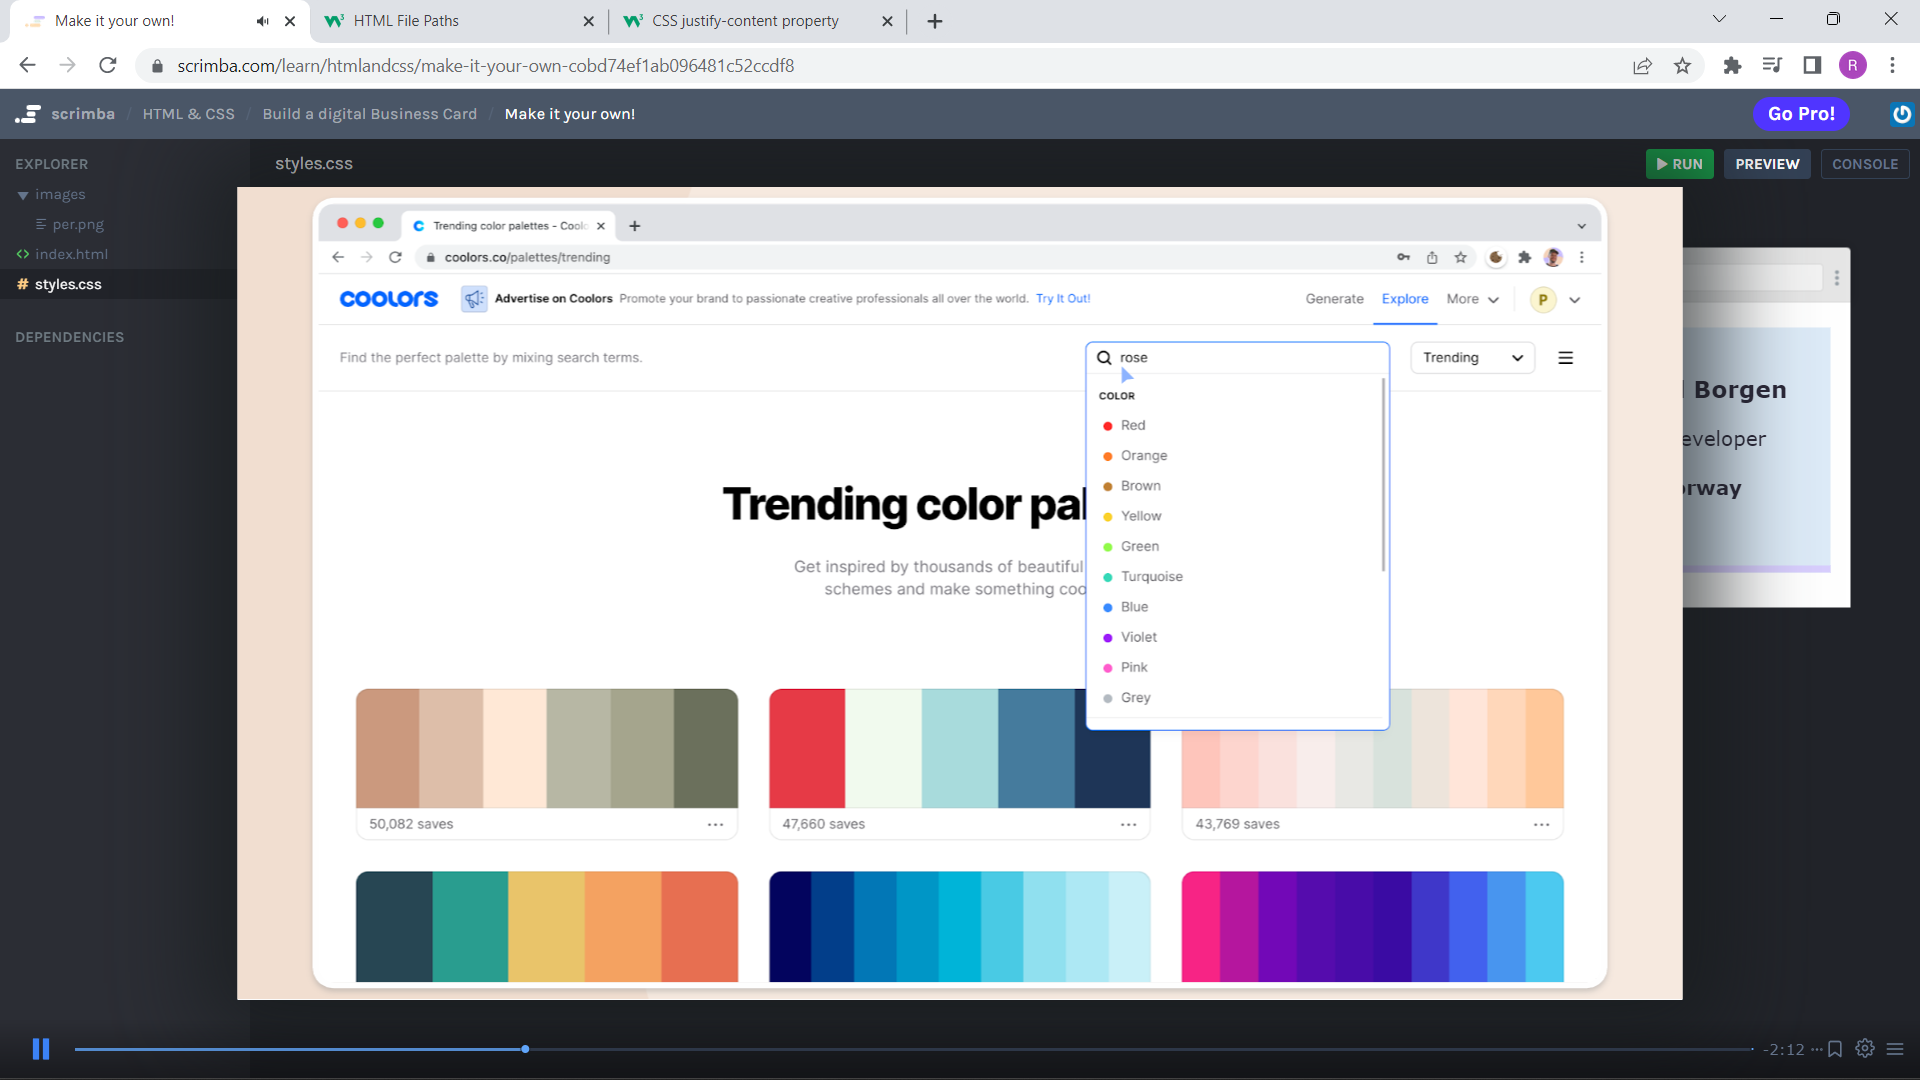 Make it your own!
HTML File Paths
CSS justify-content property
scrimba.com/learn/htmlandcss/make-it-your-own-cobd74ef1ab096481c52ccdf8
R
scrimba / HTML & CSS / Build a digital Business Card / Make it your own!
Go Pro!
EXPLORER
images
per.png
index.html
styles.css
DEPENDENCIES
styles.css
RUN
PREVIEW
CONSOLE
Trending color palettes - Coolo
coolors.co/palettes/trending
coolors
Advertise on Coolors Promote your brand to passionate creative professionals all over the world. Try It Out!
Generate
Explore
More
P
Find the perfect palette by mixing search terms.
rose
Trending
COLOR
Red
Orange
Brown
Yellow
Green
Turquoise
Blue
Violet
Pink
Grey
Trending color pal
Get inspired by thousands of beautiful
schemes and make something coo
50,082 saves
47,660 saves
43,769 saves
Borgen
eveloper
rway
-2:12